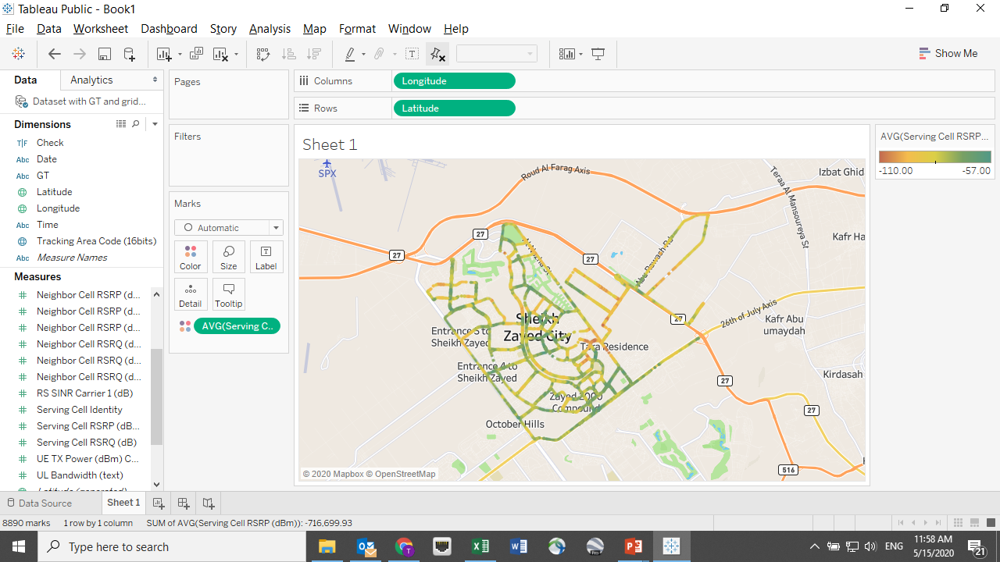 Tableau Public - Book1
File Data Worksheet Dashboard Story Analysis Map Format Window Help
Show Me
Data
Analytics
Dataset with GT and grid...
Dimensions
T|F Check
Abc Date
Abc GT
Latitude
Longitude
Abc Time
Tracking Area Code (16bits)
Abc Measure Names
Measures
Neighbor Cell RSRP (d...
Neighbor Cell RSRP (d...
Neighbor Cell RSRP (d...
Neighbor Cell RSRQ (d...
Neighbor Cell RSRQ (d...
Neighbor Cell RSRQ (d...
RS SINR Carrier 1 (dB)
Serving Cell Identity
Serving Cell RSRP (dB...
Serving Cell RSRQ (dB)
UE TX Power (dBm) C...
UL Bandwidth (text)
Latitude (generated)
Pages
Filters
Marks
Automatic
Color Size Label
Detail Tooltip
AVG(Serving C..
Columns Longitude
Rows Latitude
Sheet 1
SPX
Roud Al Farag Axis
Teraa Al Mansoureya St
Izbat Ghid
Kafr Ha
27
27
27
Abu Rawash Rd
27
26th of July Axis
Kafr Abu
umaydah
Sheikh
Zayed City
Entrance 5 to
Sheikh Zayed
Tara Residence
Entrance 4 to
Sheikh Zayed
Kirdasah
27
Zayed 2000
Compound
27
October Hills
516
© 2020 Mapbox © OpenStreetMap
AVG(Serving Cell RSRP...
-110.00 -57.00
Data Source
Sheet 1
8890 marks 1 row by 1 column SUM of AVG(Serving Cell RSRP (dBm)): -716,699.93
Type here to search
ENG
11:58 AM
5/15/2020
21